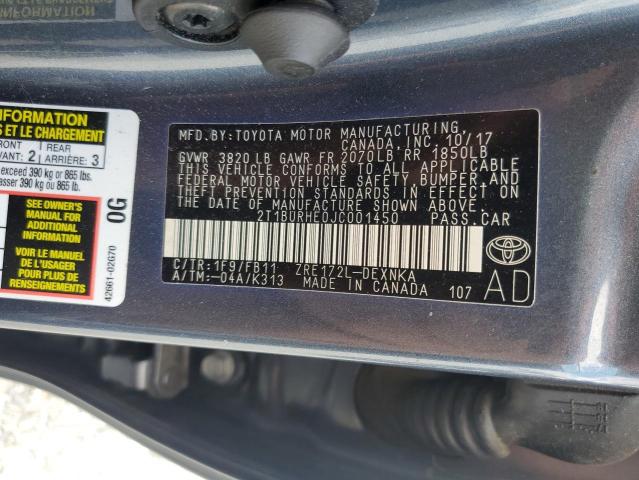 INFORMATION
INFORMATION
S ET LE CHARGEMENT
FRONT
REAR
VANT: 2
ARRIÈRE: 3
exceed 390 kg or 865 lbs.
asser 390 kg ou 865 lb.
SEE OWNER'S
MANUAL FOR
ADDITIONAL
INFORMATION
VOIR LE MANUEL
DE L'USAGER
POUR PLUS DE
0G
42661-02G70
MFD.BY:TOYOTA MOTOR MANUFACTURING
CANADA,INC. 10/17
GVWR 3820 LB GAWR FR 2070LB RR 1850LB
THIS VEHICLE CONFORMS TO ALL APPLICABLE
FEDERAL MOTOR VEHICLE SAFETY BUMPER AND
THEFT PREVENTION STANDARDS IN EFFECT ON
THE DATE OF MANUFACTURE SHOWN ABOVE.
2T1BURHE0JC001450 PASS.CAR
C/TR:1F9/FB11 ZRE172L-DEXNKA
A/TM:-04A/K313 MADE IN CANADA 107
AD